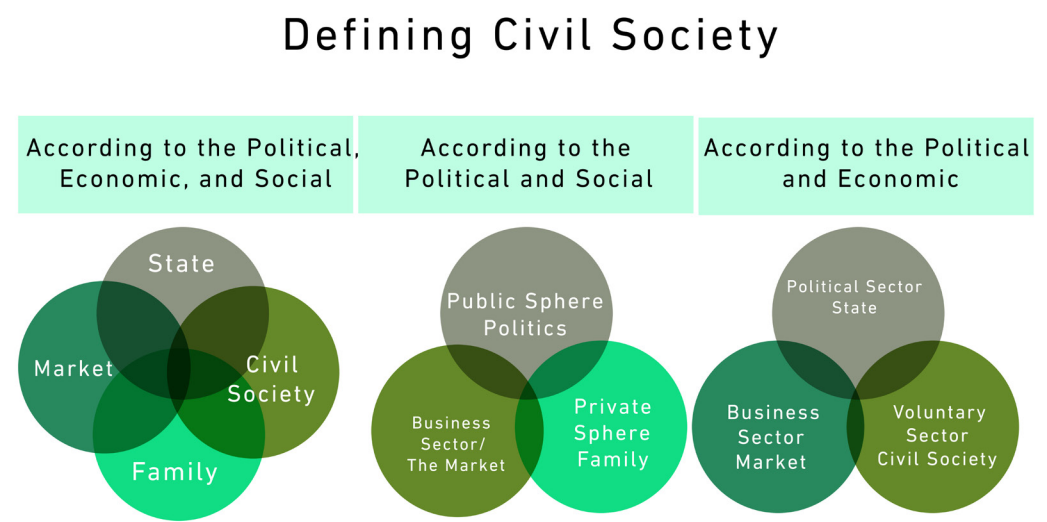 Defining Civil Society
According to the Political,
Economic, and Social
According to the
Political and Social
According to the Political
and Economic
State
Market
Civil
Society
Family
Public Sphere
Politics
Business
Sector/
The Market
Private
Sphere
Family
Political Sector
State
Business
Sector
Market
Voluntary
Sector
Civil Society